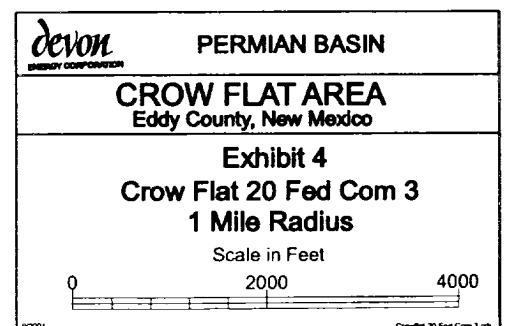 devon PERMIAN BASIN
ENERGY CORPORATION
CROW FLAT AREA
Eddy County, New Mexico
Exhibit 4
Crow Flat 20 Fed Com 3
1 Mile Radius
Scale in Feet
0 2000 4000